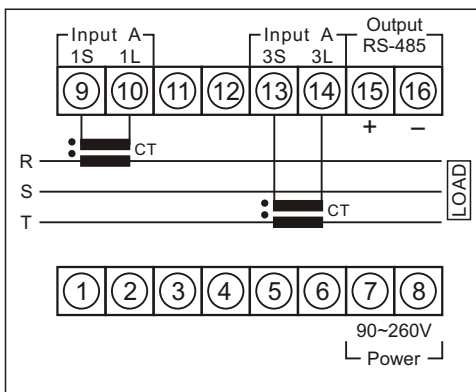 Input A Input A Output
1S 1L 3S 3L RS-485
9 10 11 12 13 14 15 16
+ −
CT
R
S
LOAD
T
CT
1 2 3 4 5 6 7 8
90~260V
Power